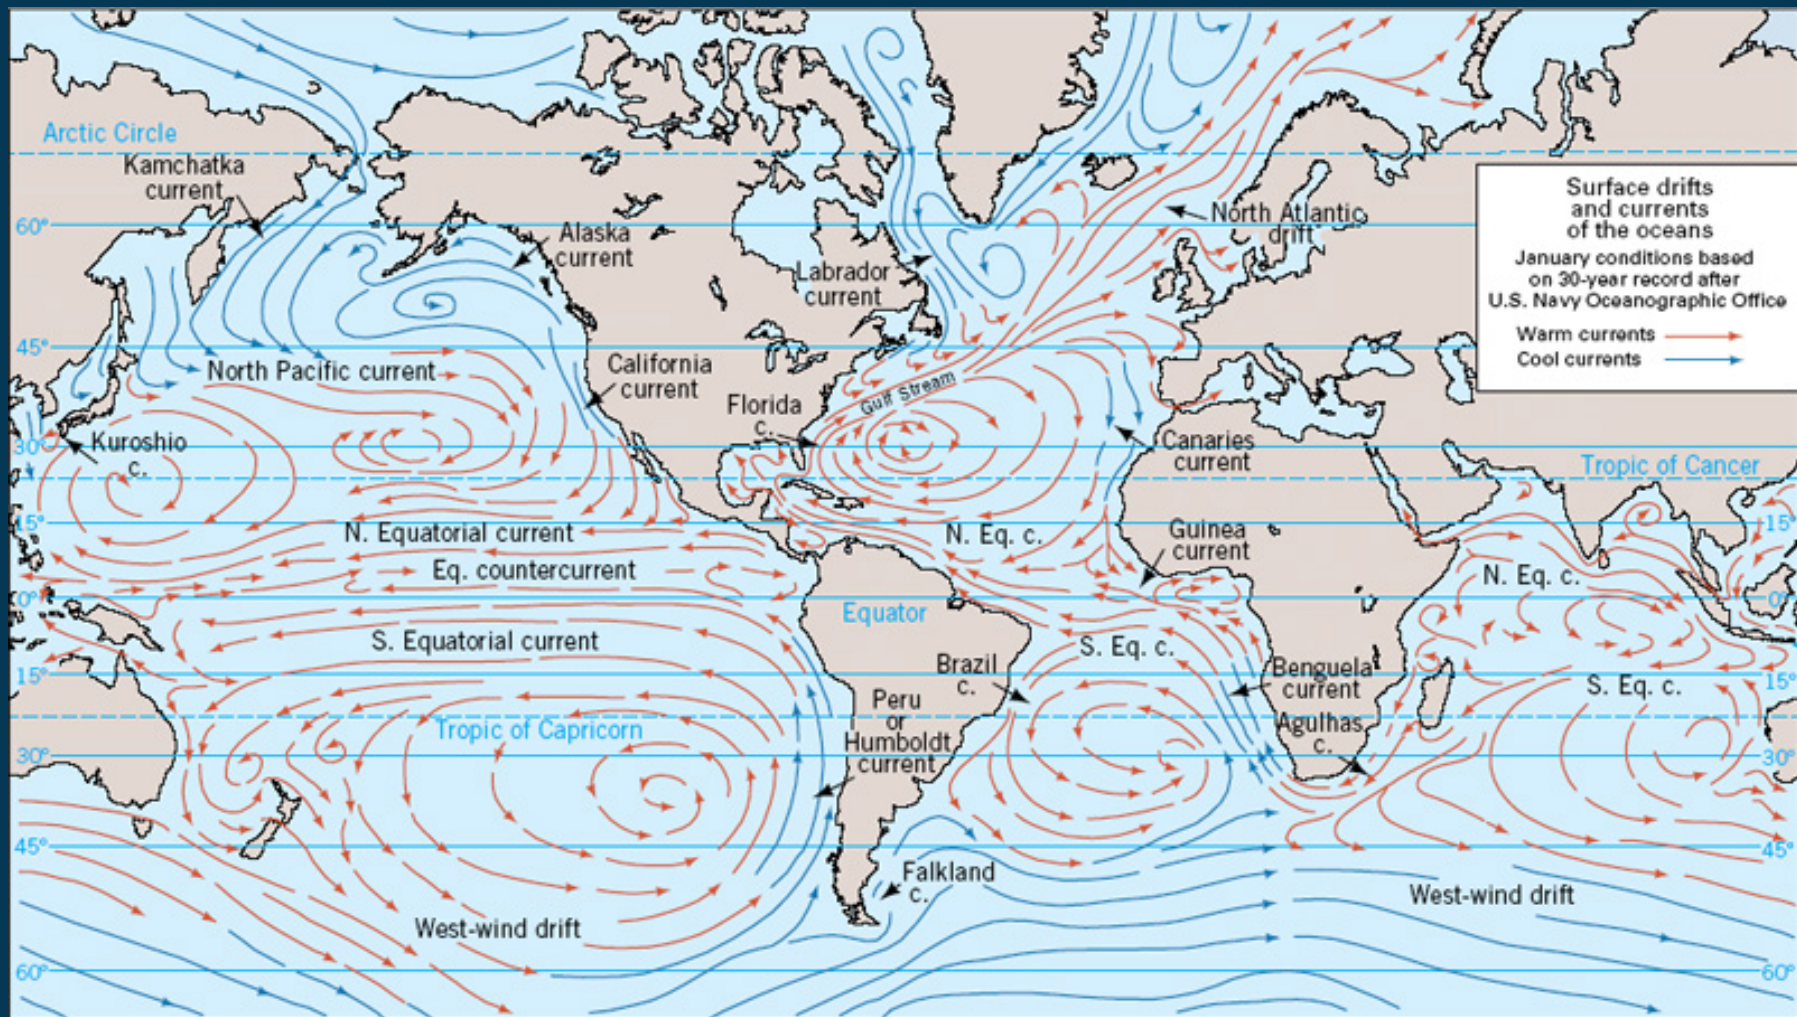 Arctic Circle
Kamchatka
current
60°
Alaska
current
Labrador
current
North Atlantic
drift
Surface drifts
and currents
of the oceans
January conditions based
on 30-year record after
U.S. Navy Oceanographic Office
Warm currents
Cool currents
45°
North Pacific current
California
current
Florida
c.
Gulf Stream
Kuroshio
c.
30°
Canaries
current
Tropic of Cancer
15°
N. Equatorial current
N. Eq. c.
Guinea
current
15°
Eq. countercurrent
N. Eq. c.
0°
Equator
0°
S. Equatorial current
S. Eq. c.
Brazil
c.
Benguela
current
15°
S. Eq. c.
15°
Peru
or
Humboldt
current
Tropic of Capricorn
Agulhas
c.
30°
30°
45°
45°
Falkland
c.
West-wind drift
West-wind drift
60°
60°